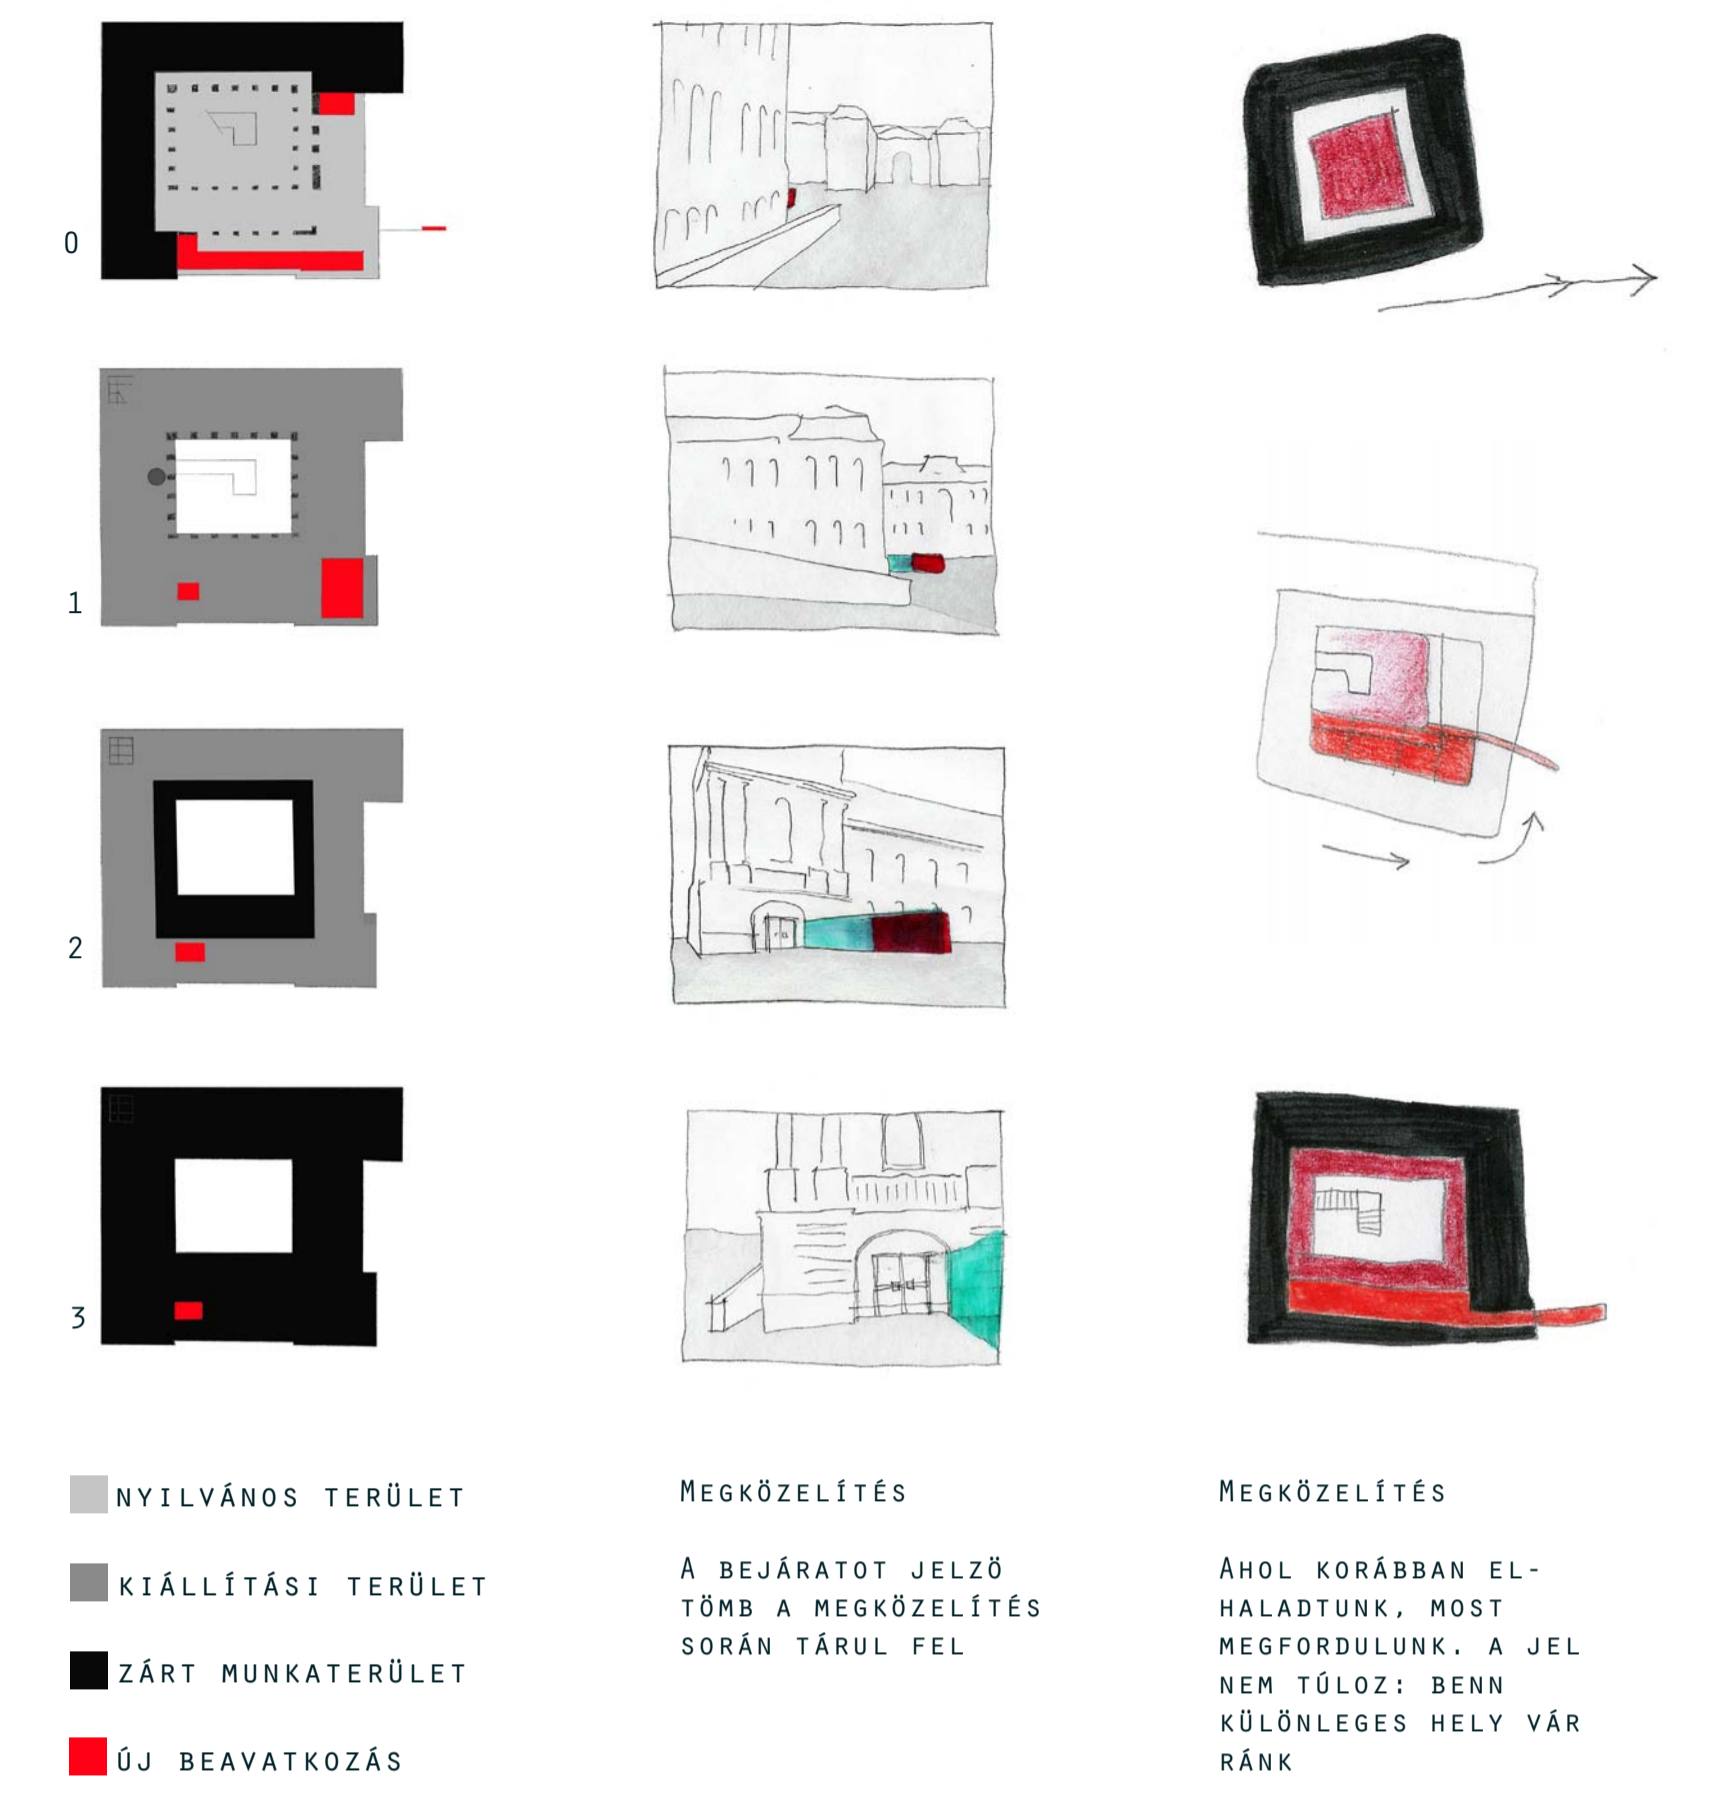 0
1
2
3
NYILVÁNOS TERÜLET
KIÁLLÍTÁSI TERÜLET
ZÁRT MUNKATERÜLET
ÚJ BEAVATKOZÁS
MEGKÖZELÍTÉS
A BEJÁRATOT JELZÖ
TÖMB A MEGKÖZELÍTÉS
SORÁN TÁRUL FEL
MEGKÖZELÍTÉS
AHOL KORÁBBAN EL-
HALADTUNK, MOST
MEGFORDULUNK. A JEL
NEM TÚLOZ: BENN
KÜLÖNLEGES HELY VÁR
RÁNK